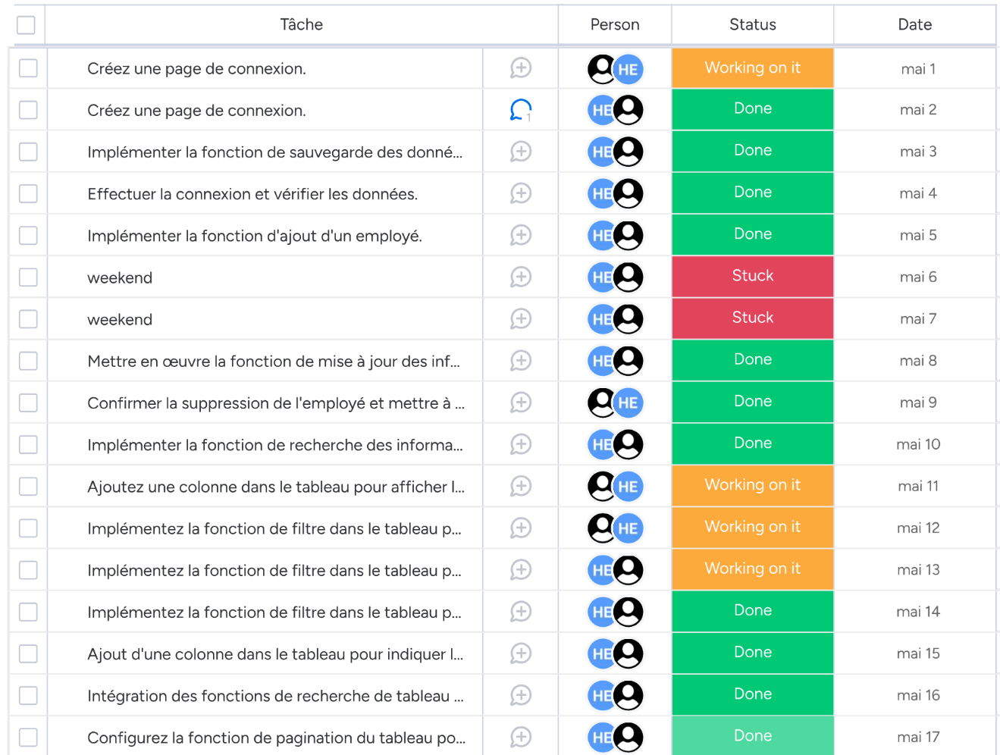 Tâche Person Status Date
Créez une page de connexion. HE Working on it mai 1
Créez une page de connexion. 1 HE Done mai 2
Implémenter la fonction de sauvegarde des donné... HE Done mai 3
Effectuer la connexion et vérifier les données. HE Done mai 4
Implémenter la fonction d'ajout d'un employé. HE Done mai 5
weekend HE Stuck mai 6
weekend HE Stuck mai 7
Mettre en œuvre la fonction de mise à jour des inf... HE Done mai 8
Confirmer la suppression de l'employé et mettre à ... HE Done mai 9
Implémenter la fonction de recherche des informa... HE Done mai 10
Ajoutez une colonne dans le tableau pour afficher l... HE Working on it mai 11
Implémentez la fonction de filtre dans le tableau p... HE Working on it mai 12
Implémentez la fonction de filtre dans le tableau p... HE Working on it mai 13
Implémentez la fonction de filtre dans le tableau p... HE Done mai 14
Ajout d'une colonne dans le tableau pour indiquer l... HE Done mai 15
Intégration des fonctions de recherche de tableau ... HE Done mai 16
Configurez la fonction de pagination du tableau po... HE Done mai 17